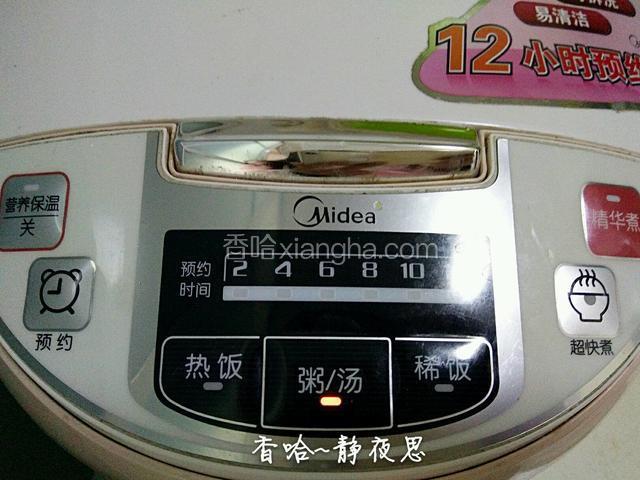 易清洁
12小时预约
营养保温
关
精华煮
Midea
香哈xiangha.com
预约 2 4 6 8 10
时间
预约
超快煮
热饭
粥/汤
稀饭
香哈~静夜思